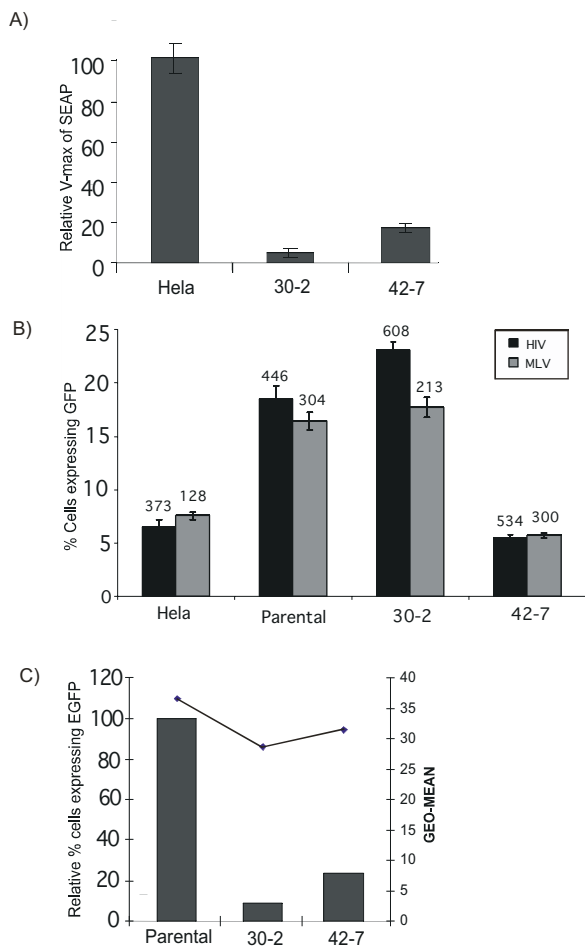 A)
Relative V-max of SEAP
100
80
60
40
20
0
Hela 30-2 42-7
B)
% Cells expressing GFP
25
20
15
10
5
0
373 128 446 304 608 213 534 300
HIV
MLV
Hela Parental 30-2 42-7
C)
Relative % cells expressing EGFP
120
100
80
60
40
20
0
40
35
30
25
20
15
10
5
0
GEO-MEAN
Parental 30-2 42-7